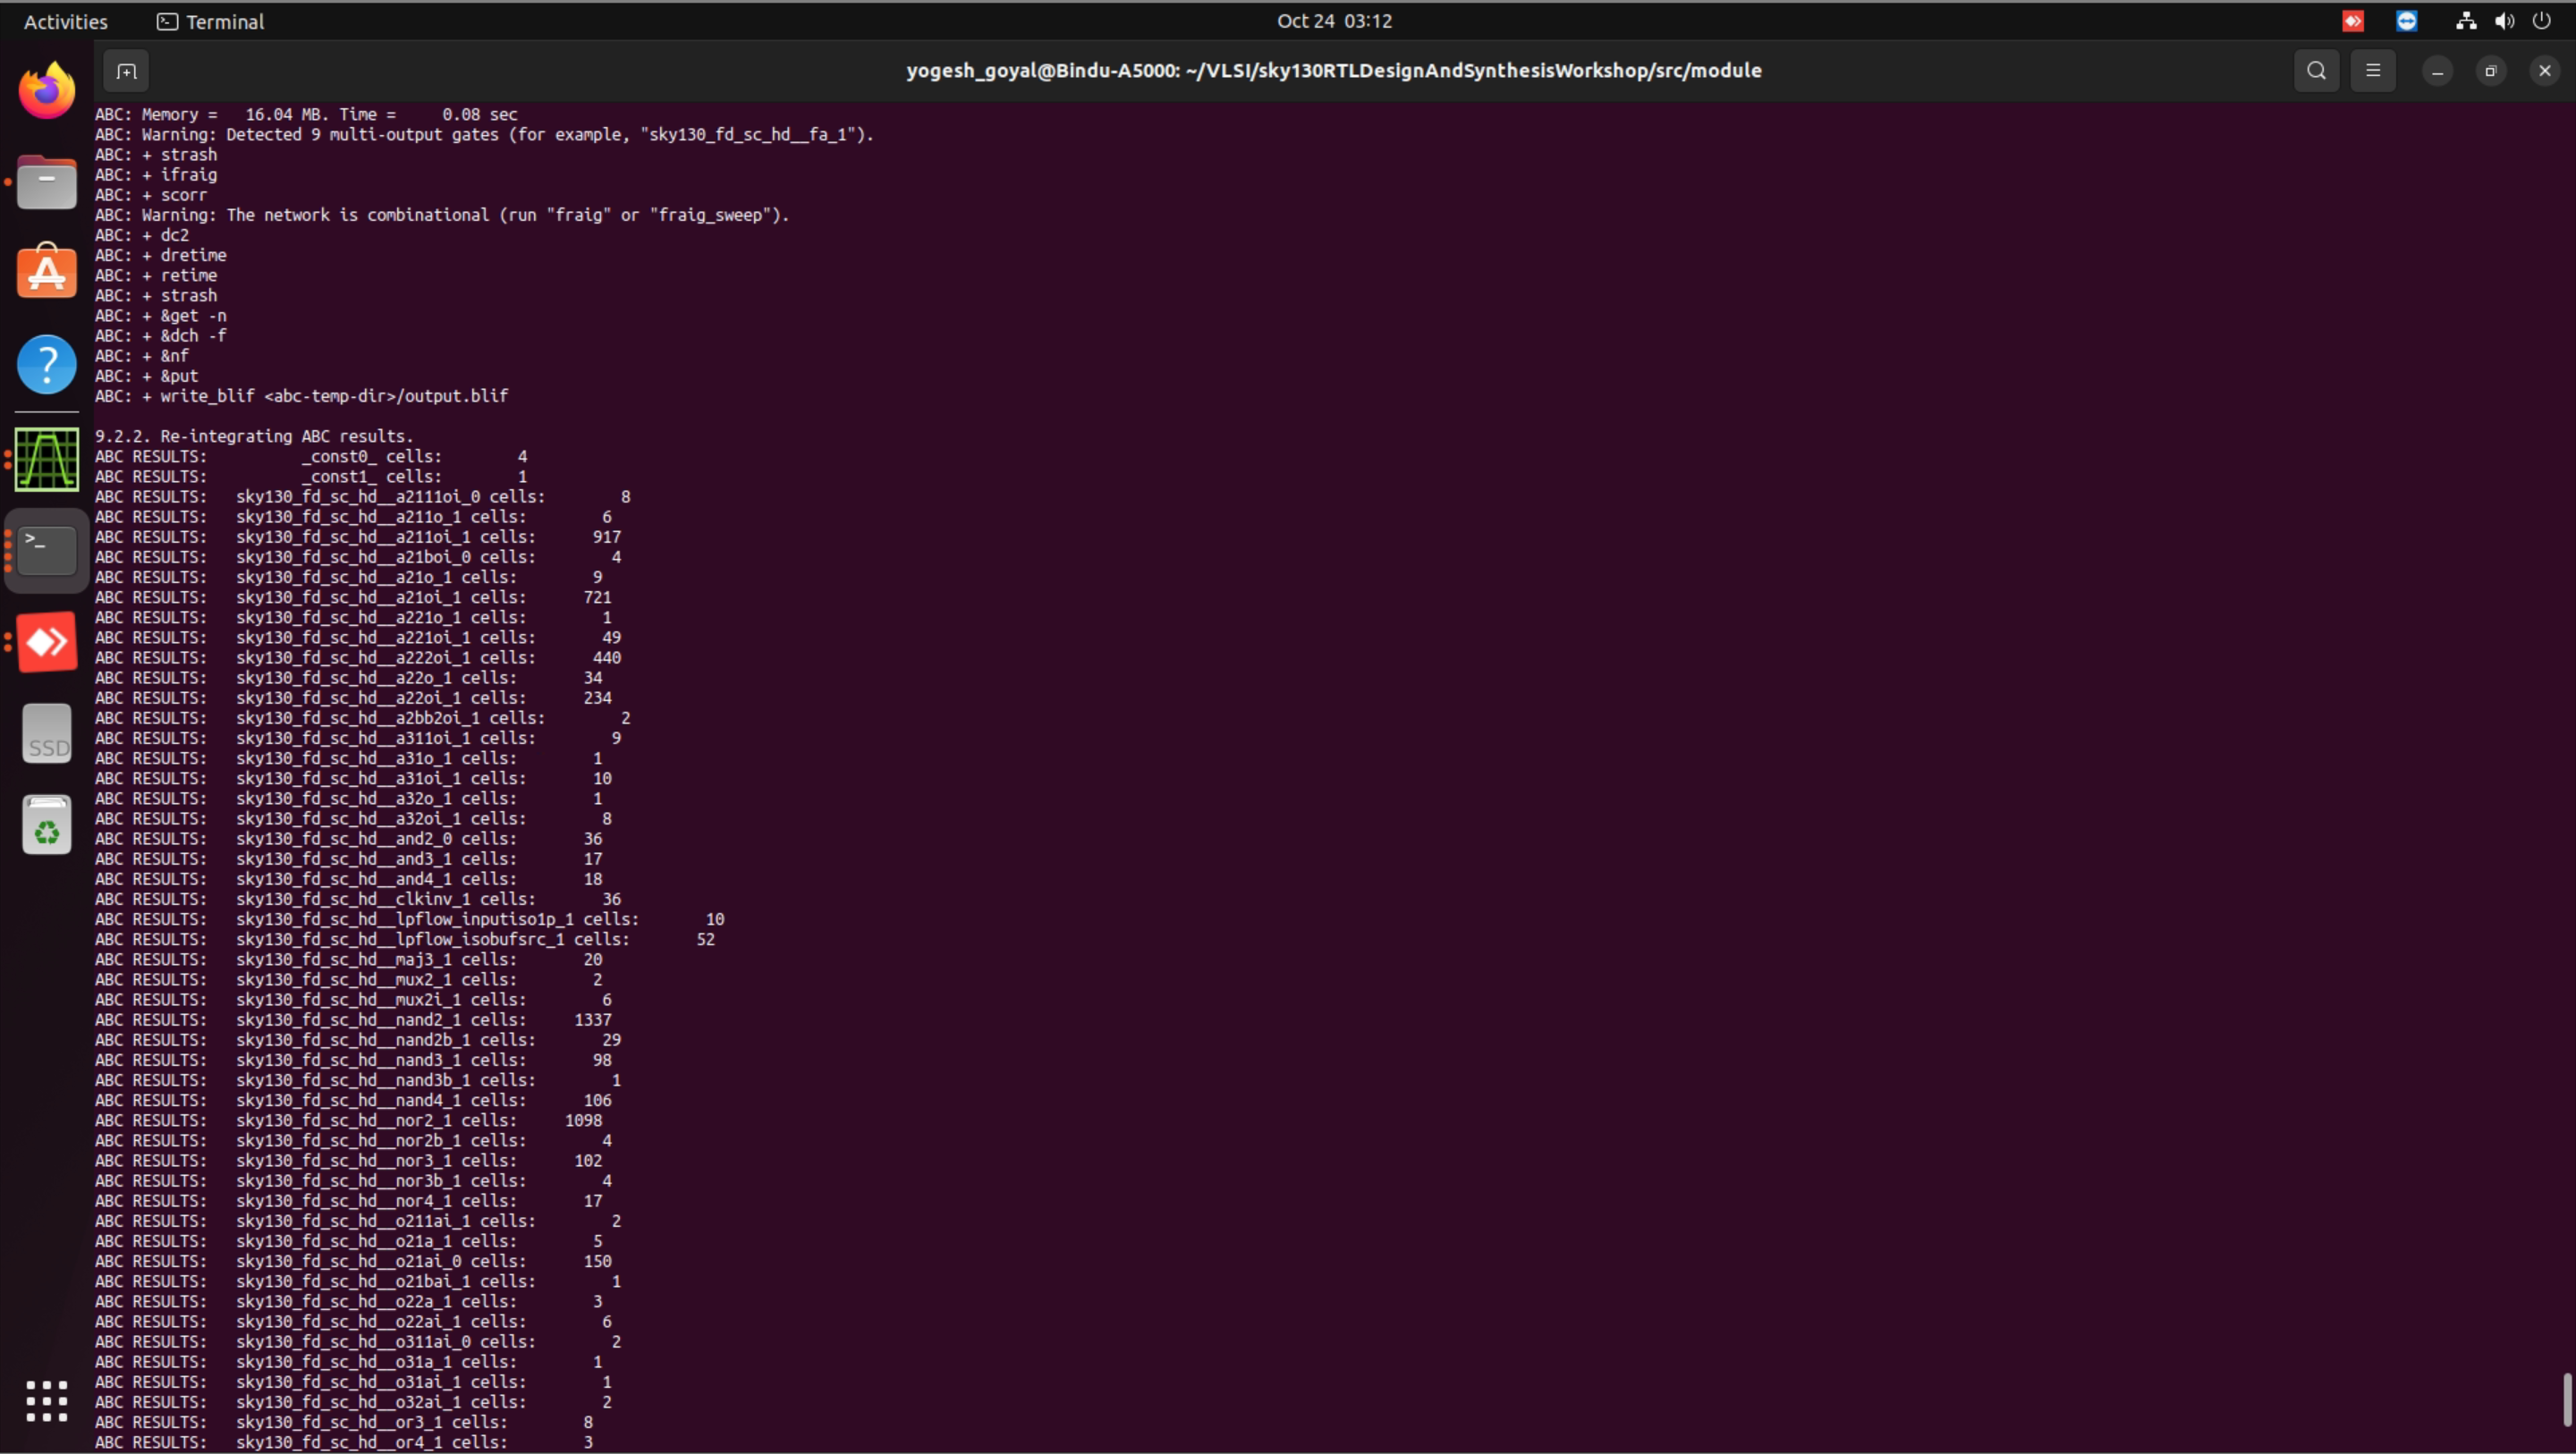 Activities Terminal Oct 24 03:12
yogesh_goyal@Bindu-A5000: ~/VLSI/sky130RTLDesignAndSynthesisWorkshop/src/module
ABC: Memory = 16.04 MB. Time = 0.08 sec
ABC: Warning: Detected 9 multi-output gates (for example, "sky130_fd_sc_hd__fa_1").
ABC: + strash
ABC: + ifraig
ABC: + scorr
ABC: Warning: The network is combinational (run "fraig" or "fraig_sweep").
ABC: + dc2
ABC: + dretime
ABC: + retime
ABC: + strash
ABC: + &get -n
ABC: + &dch -f
ABC: + &nf
ABC: + &put
ABC: + write_blif <abc-temp-dir>/output.blif
9.2.2. Re-integrating ABC results.
ABC RESULTS: _const0_ cells: 4
ABC RESULTS: _const1_ cells: 1
ABC RESULTS: sky130_fd_sc_hd__a2111oi_0 cells: 8
ABC RESULTS: sky130_fd_sc_hd__a211o_1 cells: 6
ABC RESULTS: sky130_fd_sc_hd__a211oi_1 cells: 917
ABC RESULTS: sky130_fd_sc_hd__a21boi_0 cells: 4
ABC RESULTS: sky130_fd_sc_hd__a21o_1 cells: 9
ABC RESULTS: sky130_fd_sc_hd__a21oi_1 cells: 721
ABC RESULTS: sky130_fd_sc_hd__a221o_1 cells: 1
ABC RESULTS: sky130_fd_sc_hd__a221oi_1 cells: 49
ABC RESULTS: sky130_fd_sc_hd__a222oi_1 cells: 440
ABC RESULTS: sky130_fd_sc_hd__a22o_1 cells: 34
ABC RESULTS: sky130_fd_sc_hd__a22oi_1 cells: 234
ABC RESULTS: sky130_fd_sc_hd__a2bb2oi_1 cells: 2
ABC RESULTS: sky130_fd_sc_hd__a311oi_1 cells: 9
ABC RESULTS: sky130_fd_sc_hd__a31o_1 cells: 1
ABC RESULTS: sky130_fd_sc_hd__a31oi_1 cells: 10
ABC RESULTS: sky130_fd_sc_hd__a32o_1 cells: 1
ABC RESULTS: sky130_fd_sc_hd__a32oi_1 cells: 8
ABC RESULTS: sky130_fd_sc_hd__and2_0 cells: 36
ABC RESULTS: sky130_fd_sc_hd__and3_1 cells: 17
ABC RESULTS: sky130_fd_sc_hd__and4_1 cells: 18
ABC RESULTS: sky130_fd_sc_hd__clkinv_1 cells: 36
ABC RESULTS: sky130_fd_sc_hd__lpflow_inputiso1p_1 cells: 10
ABC RESULTS: sky130_fd_sc_hd__lpflow_isobufsrc_1 cells: 52
ABC RESULTS: sky130_fd_sc_hd__maj3_1 cells: 20
ABC RESULTS: sky130_fd_sc_hd__mux2_1 cells: 2
ABC RESULTS: sky130_fd_sc_hd__mux2i_1 cells: 6
ABC RESULTS: sky130_fd_sc_hd__nand2_1 cells: 1337
ABC RESULTS: sky130_fd_sc_hd__nand2b_1 cells: 29
ABC RESULTS: sky130_fd_sc_hd__nand3_1 cells: 98
ABC RESULTS: sky130_fd_sc_hd__nand3b_1 cells: 1
ABC RESULTS: sky130_fd_sc_hd__nand4_1 cells: 106
ABC RESULTS: sky130_fd_sc_hd__nor2_1 cells: 1098
ABC RESULTS: sky130_fd_sc_hd__nor2b_1 cells: 4
ABC RESULTS: sky130_fd_sc_hd__nor3_1 cells: 102
ABC RESULTS: sky130_fd_sc_hd__nor3b_1 cells: 4
ABC RESULTS: sky130_fd_sc_hd__nor4_1 cells: 17
ABC RESULTS: sky130_fd_sc_hd__o211ai_1 cells: 2
ABC RESULTS: sky130_fd_sc_hd__o21a_1 cells: 5
ABC RESULTS: sky130_fd_sc_hd__o21ai_0 cells: 150
ABC RESULTS: sky130_fd_sc_hd__o21bai_1 cells: 1
ABC RESULTS: sky130_fd_sc_hd__o22a_1 cells: 3
ABC RESULTS: sky130_fd_sc_hd__o22ai_1 cells: 6
ABC RESULTS: sky130_fd_sc_hd__o311ai_0 cells: 2
ABC RESULTS: sky130_fd_sc_hd__o31a_1 cells: 1
ABC RESULTS: sky130_fd_sc_hd__o31ai_1 cells: 1
ABC RESULTS: sky130_fd_sc_hd__o32ai_1 cells: 2
ABC RESULTS: sky130_fd_sc_hd__or3_1 cells: 8
ABC RESULTS: sky130_fd_sc_hd__or4_1 cells: 3
SSD